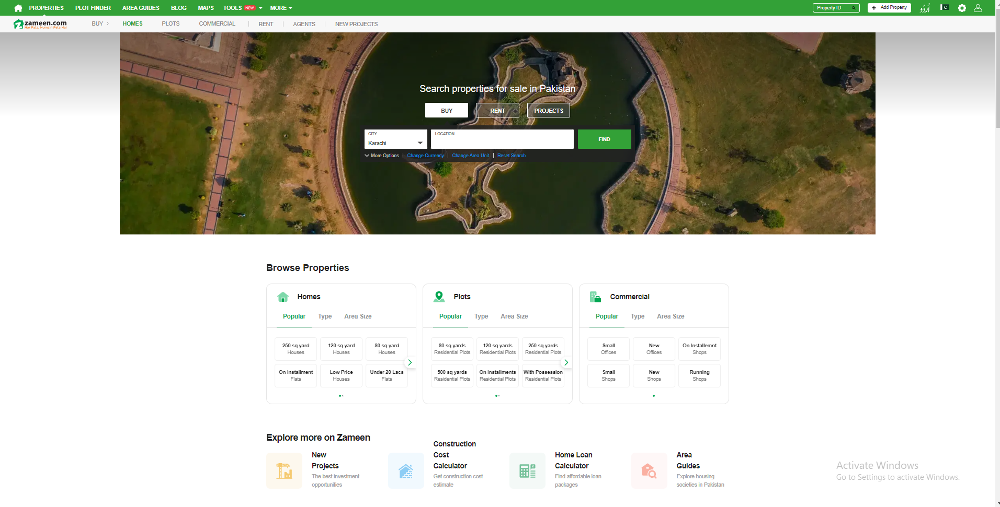 PROPERTIES PLOT FINDER AREA GUIDES BLOG MAPS TOOLS NEW MORE Property ID + Add Property اُردُو
zameen.com
Har Pata, Humain Pata Hai
BUY HOMES PLOTS COMMERCIAL RENT AGENTS NEW PROJECTS
Search properties for sale in Pakistan
BUY RENT PROJECTS
CITY LOCATION
Karachi
FIND
More Options | Change Currency | Change Area Unit | Reset Search
Browse Properties
Homes
Popular Type Area Size
250 sq yard 120 sq yard 80 sq yard
Houses Houses Houses
On Installment Low Price Under 20 Lacs
Flats Houses Flats
Plots
Popular Type Area Size
80 sq yards 120 sq yards 250 sq yards
Residential Plots Residential Plots Residential Plots
500 sq yards On Installments With Possession
Residential Plots Residential Plots Residential Plots
Commercial
Popular Type Area Size
Small New On Installemnt
Offices Offices Shops
Small New Running
Shops Shops Shops
Explore more on Zameen
New
Projects
The best investment
opportunities
Construction
Cost
Calculator
Get construction cost
estimate
Home Loan
Calculator
Find affordable loan
packages
Area
Guides
Explore housing
societies in Pakistan
Activate Windows
Go to Settings to activate Windows.